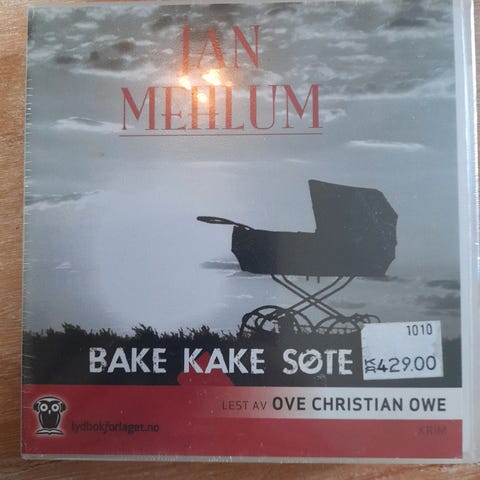 JAN
MEHLUM
1010
BAKE KAKE SØTE
KR 429.00
LEST AV OVE CHRISTIAN OWE
lydbokforlaget.no
KRIM